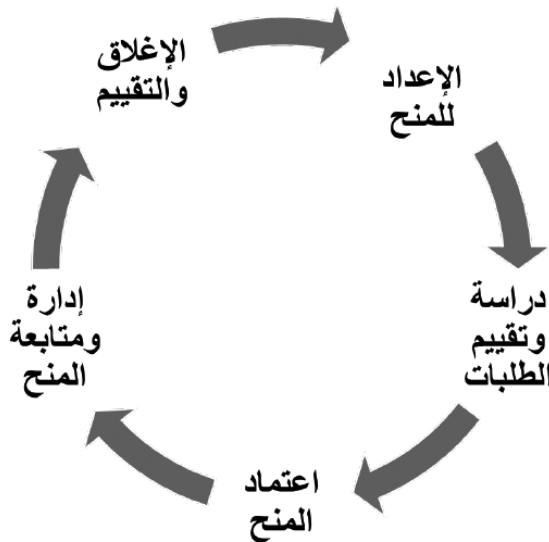 الإعداد
للمنح
دراسة
وتقييم
الطلبات
اعتماد
المنح
إدارة
ومتابعة
المنح
الإغلاق
والتقييم